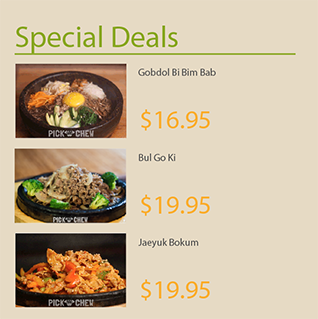 Special Deals
Gobdol Bi Bim Bab
PICK CHEW
$16.95
Bul Go Ki
PICK CHEW
$19.95
Jaeyuk Bokum
PICK CHEW
$19.95